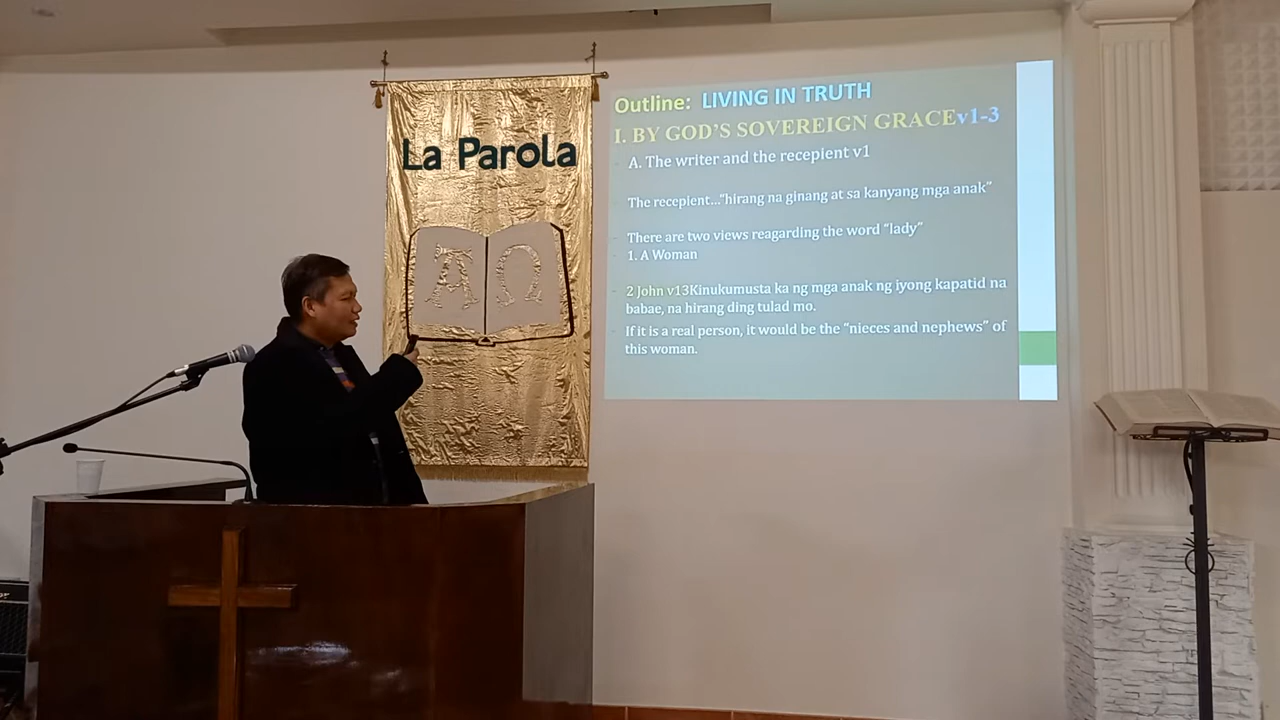 La Parola
Α Ω
Outline: LIVING IN TRUTH
I. BY GOD'S SOVEREIGN GRACEv1-3
A. The writer and the recepient v1
The recepient..."hirang na ginang at sa kanyang mga anak"
There are two views reagarding the word "lady"
1. A Woman
2 John v13Kinukumusta ka ng mga anak ng iyong kapatid na
babae, na hirang ding tulad mo.
If it is a real person, it would be the "nieces and nephews" of
this woman.